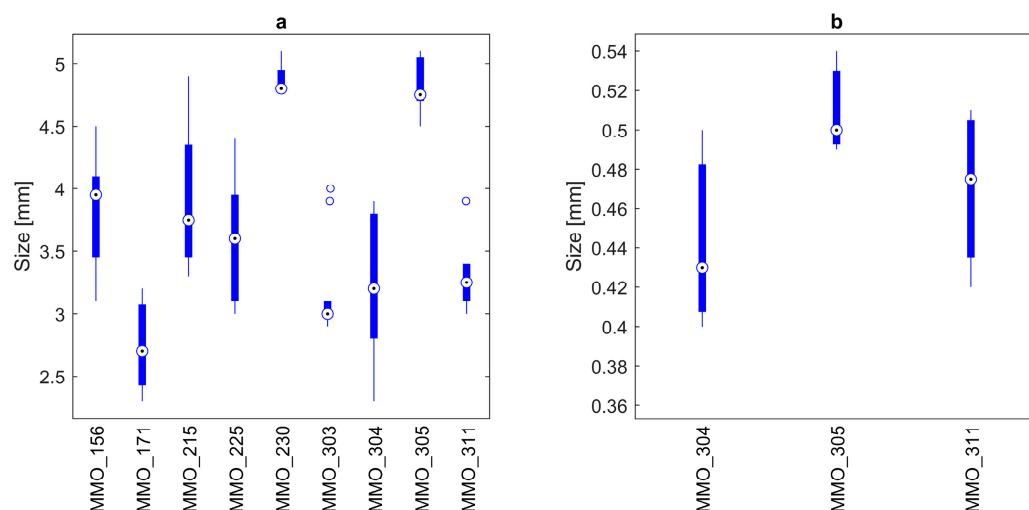 a
Size [mm]
5
4.5
4
3.5
3
2.5
MMO_156
MMO_171
MMO_215
MMO_225
MMO_230
MMO_303
MMO_304
MMO_305
MMO_311
b
Size [mm]
0.54
0.52
0.5
0.48
0.46
0.44
0.42
0.4
0.38
0.36
MMO_304
MMO_305
MMO_311